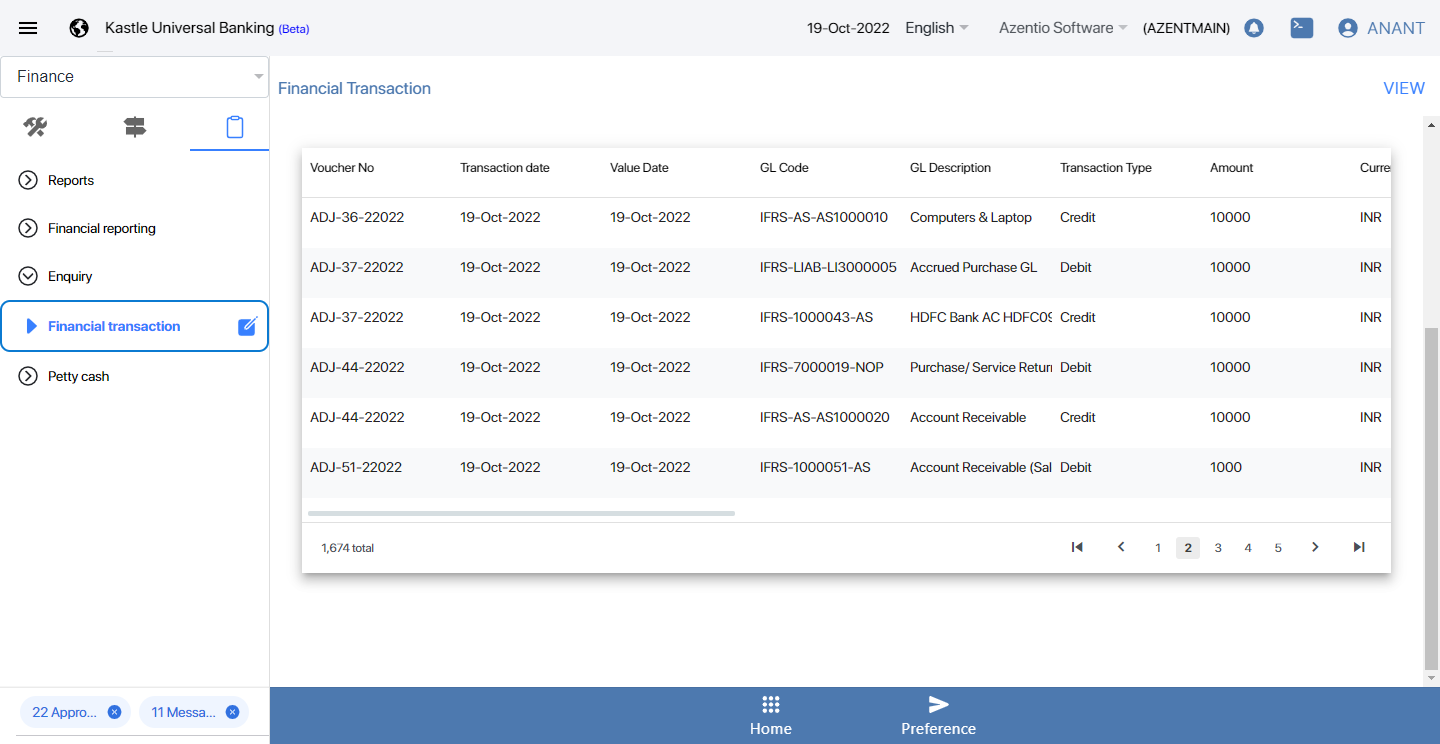 Kastle Universal Banking (Beta)
19-Oct-2022 English Azentio Software (AZENTMAIN) ANANT
Finance
Financial Transaction VIEW
Reports
Financial reporting
Enquiry
Financial transaction
Petty cash
Voucher No Transaction date Value Date GL Code GL Description Transaction Type Amount Curre
ADJ-36-22022 19-Oct-2022 19-Oct-2022 IFRS-AS-AS1000010 Computers & Laptop Credit 10000 INR
ADJ-37-22022 19-Oct-2022 19-Oct-2022 IFRS-LIAB-LI3000005 Accrued Purchase GL Debit 10000 INR
ADJ-37-22022 19-Oct-2022 19-Oct-2022 IFRS-1000043-AS HDFC Bank AC HDFC09 Credit 10000 INR
ADJ-44-22022 19-Oct-2022 19-Oct-2022 IFRS-7000019-NOP Purchase/ Service Return Debit 10000 INR
ADJ-44-22022 19-Oct-2022 19-Oct-2022 IFRS-AS-AS1000020 Account Receivable Credit 10000 INR
ADJ-51-22022 19-Oct-2022 19-Oct-2022 IFRS-1000051-AS Account Receivable (Sal Debit 1000 INR
1,674 total 1 2 3 4 5
22 Appro... 11 Messa...
Home Preference